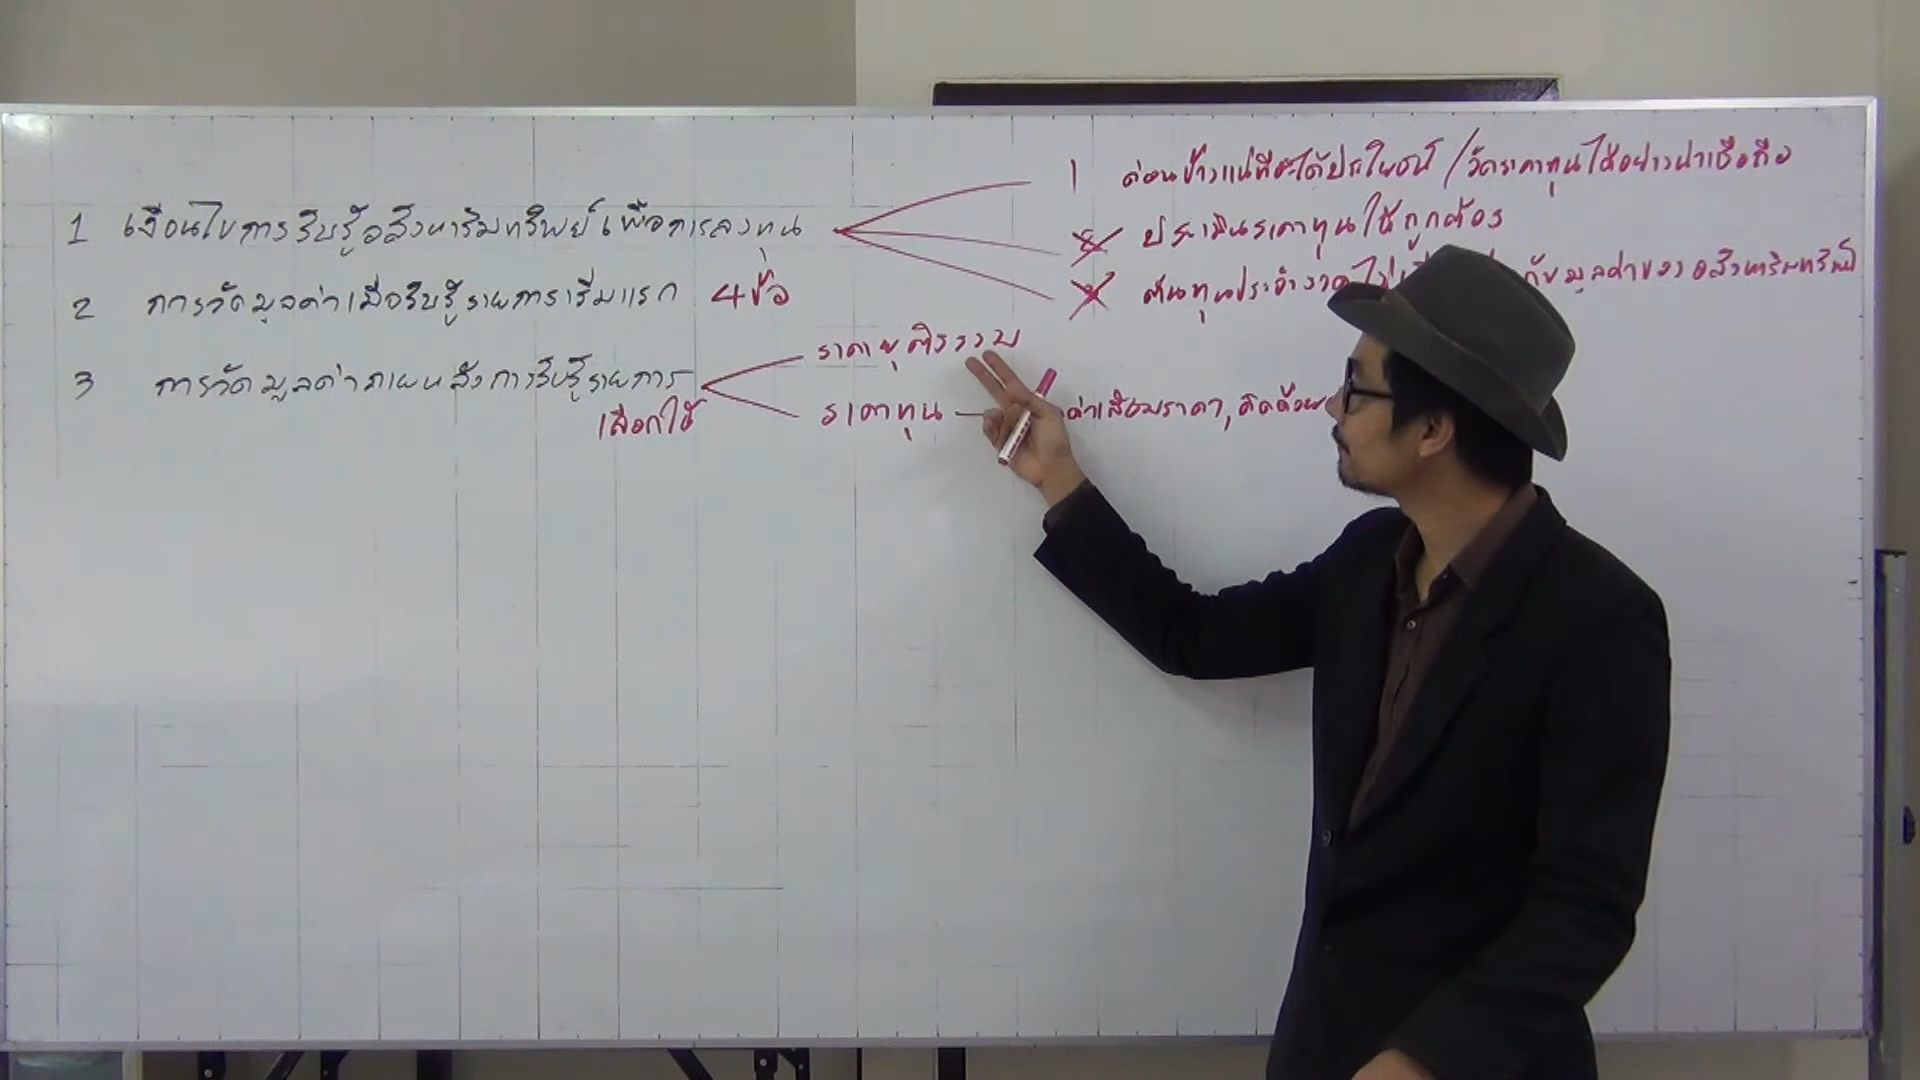 1 เงื่อนไขการรับรู้อสังหาริมทรัพย์เพื่อการลงทุน
1 ค่อนข้างแน่ที่จะได้ประโยชน์ / วัดราคาทุนได้อย่างน่าเชื่อถือ
ประเมินราคาทุนให้ถูกต้อง
ต้นทุนประจำงวด มูลค่าของอสังหาริมทรัพย์
2 การวัดมูลค่าเมื่อรับรู้รายการเริ่มแรก 4 ข้อ
3 การวัดมูลค่าภายหลังการรับรู้รายการ
เลือกใช้
ราคายุติธรรม
ราคาทุน — ค่าเสื่อมราคา, ด้อย